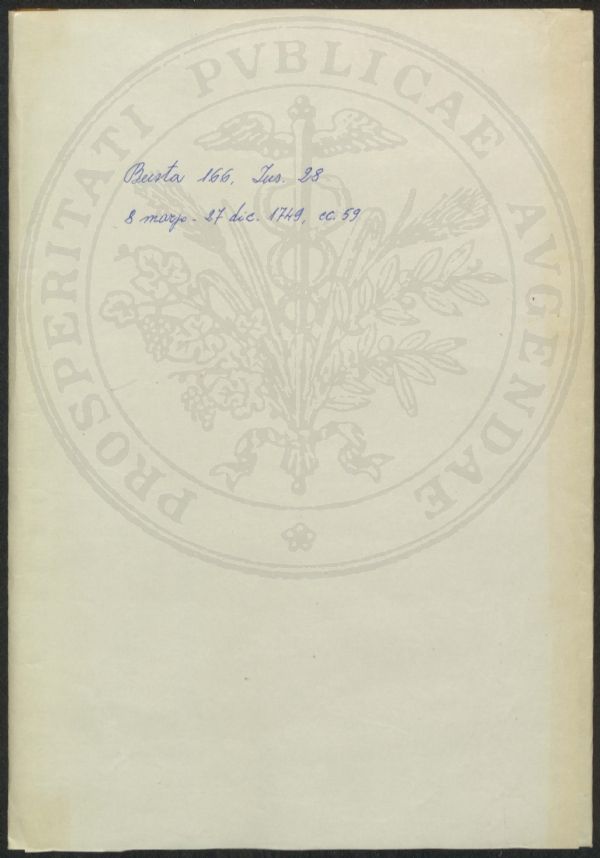 PROSPERITATI PVBLICAE AVGENDAE
Busta 166, Ins. 28
8 marzo - 27 dic. 1749, cc. 59